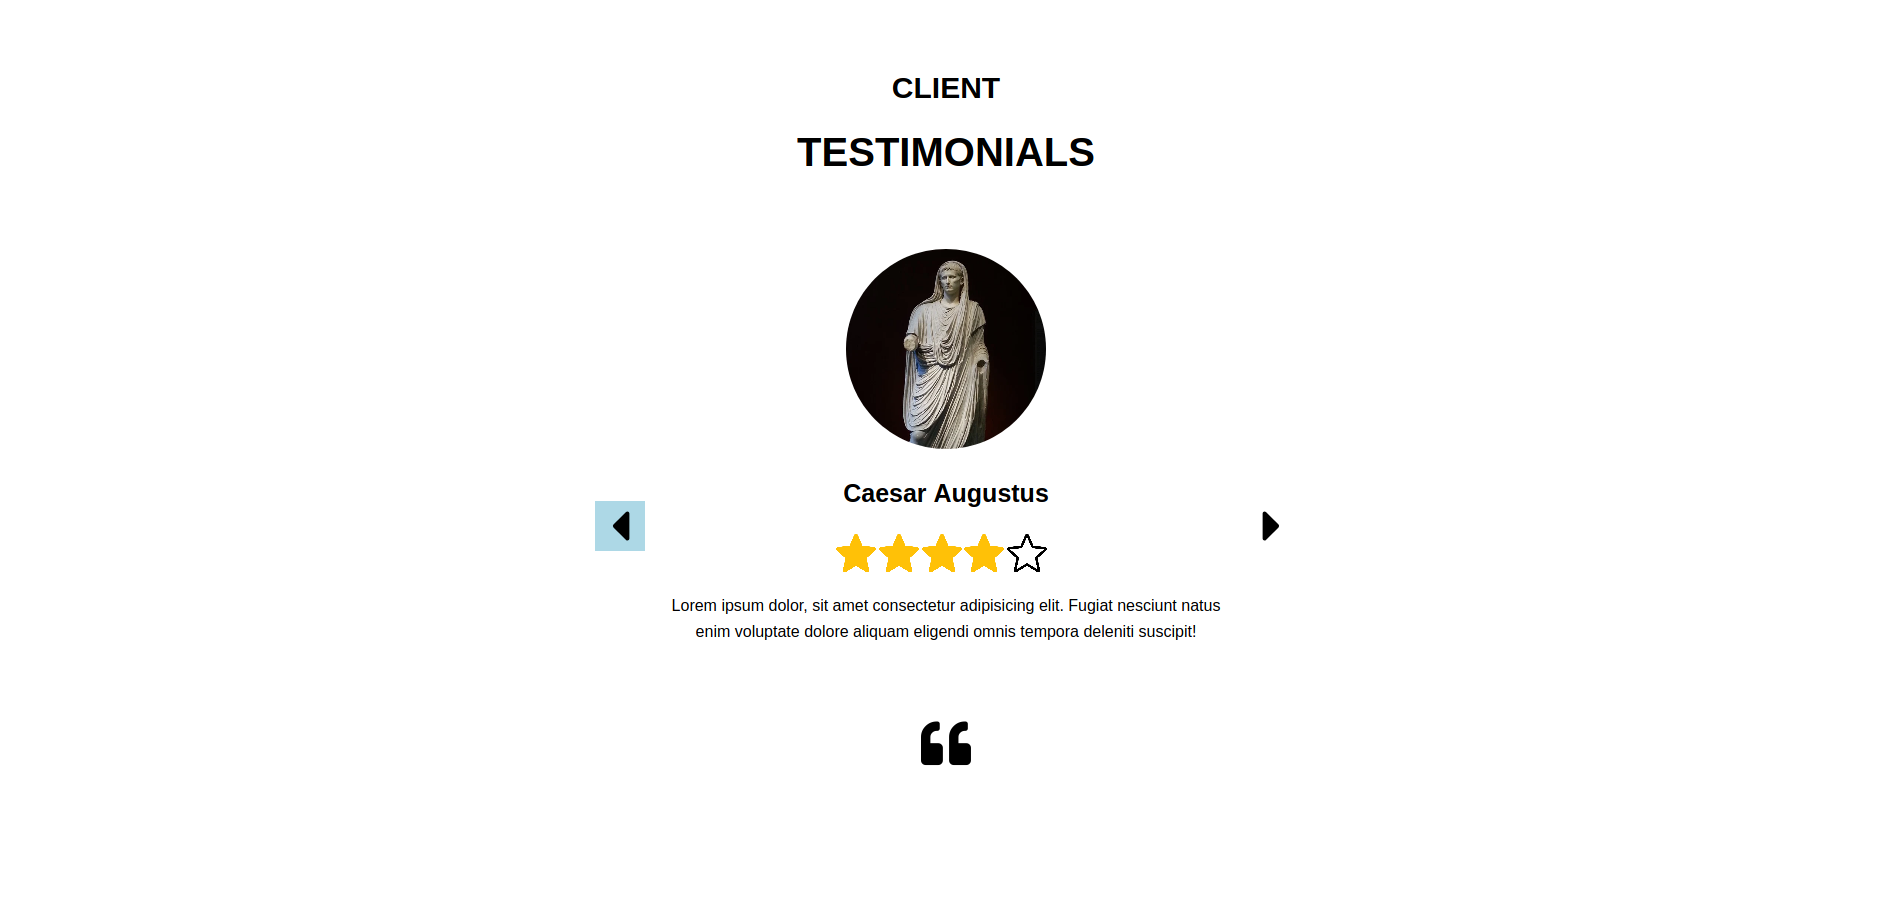 CLIENT
TESTIMONIALS
Caesar Augustus
Lorem ipsum dolor, sit amet consectetur adipisicing elit. Fugiat nesciunt natus
enim voluptate dolore aliquam eligendi omnis tempora deleniti suscipit!